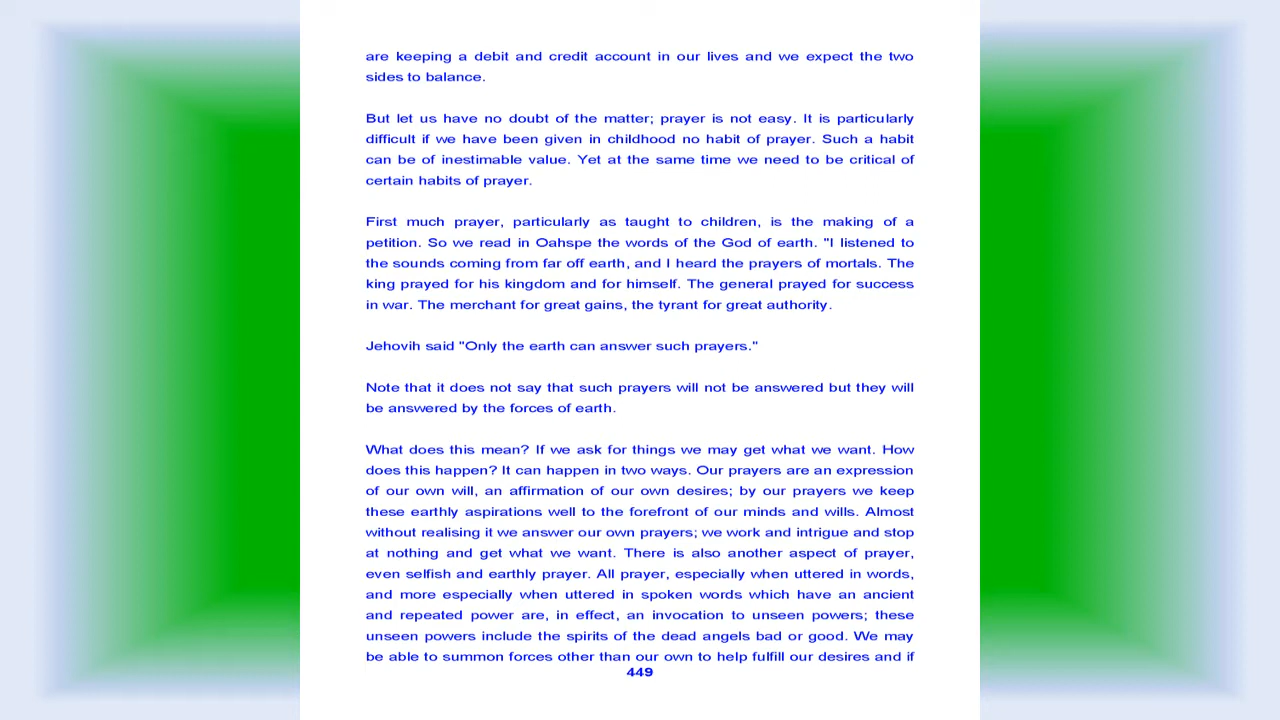 are keeping a debit and credit account in our lives and we expect the two
sides to balance.
But let us have no doubt of the matter; prayer is not easy. It is particularly
difficult if we have been given in childhood no habit of prayer. Such a habit
can be of inestimable value. Yet at the same time we need to be critical of
certain habits of prayer.
First much prayer, particularly as taught to children, is the making of a
petition. So we read in Oahspe the words of the God of earth. "I listened to
the sounds coming from far off earth, and I heard the prayers of mortals. The
king prayed for his kingdom and for himself. The general prayed for success
in war. The merchant for great gains, the tyrant for great authority.
Jehovih said "Only the earth can answer such prayers."
Note that it does not say that such prayers will not be answered but they will
be answered by the forces of earth.
What does this mean? If we ask for things we may get what we want. How
does this happen? It can happen in two ways. Our prayers are an expression
of our own will, an affirmation of our own desires; by our prayers we keep
these earthly aspirations well to the forefront of our minds and wills. Almost
without realising it we answer our own prayers; we work and intrigue and stop
at nothing and get what we want. There is also another aspect of prayer,
even selfish and earthly prayer. All prayer, especially when uttered in words,
and more especially when uttered in spoken words which have an ancient
and repeated power are, in effect, an invocation to unseen powers; these
unseen powers include the spirits of the dead angels bad or good. We may
be able to summon forces other than our own to help fulfill our desires and if
449